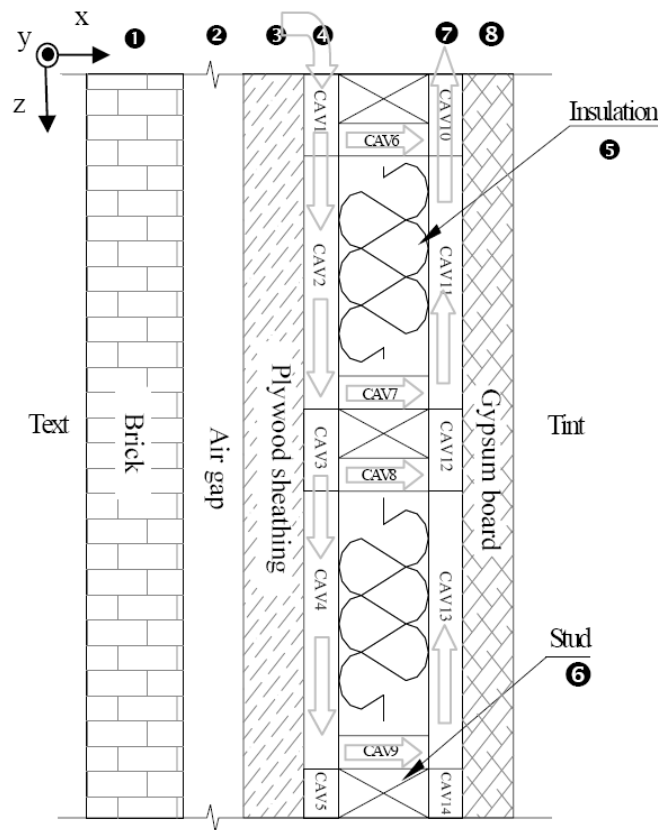 y
x
z
❶
❷
❸
❹
❼
❽
CAV1
CAV10
CAV6
Insulation
❺
CAV2
CAV11
CAV7
Text
Brick
Air gap
Plywood sheathing
CAV3
CAV12
Gypsum board
Tint
CAV8
CAV4
CAV13
Stud
❻
CAV9
CAV5
CAV14